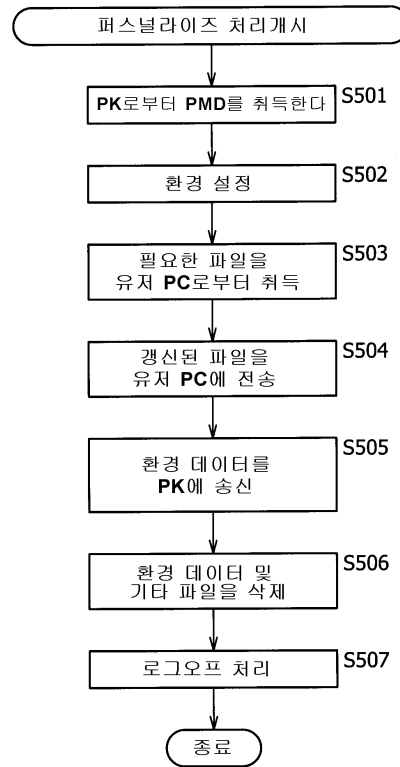 퍼스널라이즈 처리개시
PK로부터 PMD를 취득한다
S501
환경 설정
S502
필요한 파일을
유저 PC로부터 취득
S503
갱신된 파일을
유저 PC에 전송
S504
환경 데이터를
PK에 송신
S505
환경 데이터 및
기타 파일을 삭제
S506
로그오프 처리
S507
종료